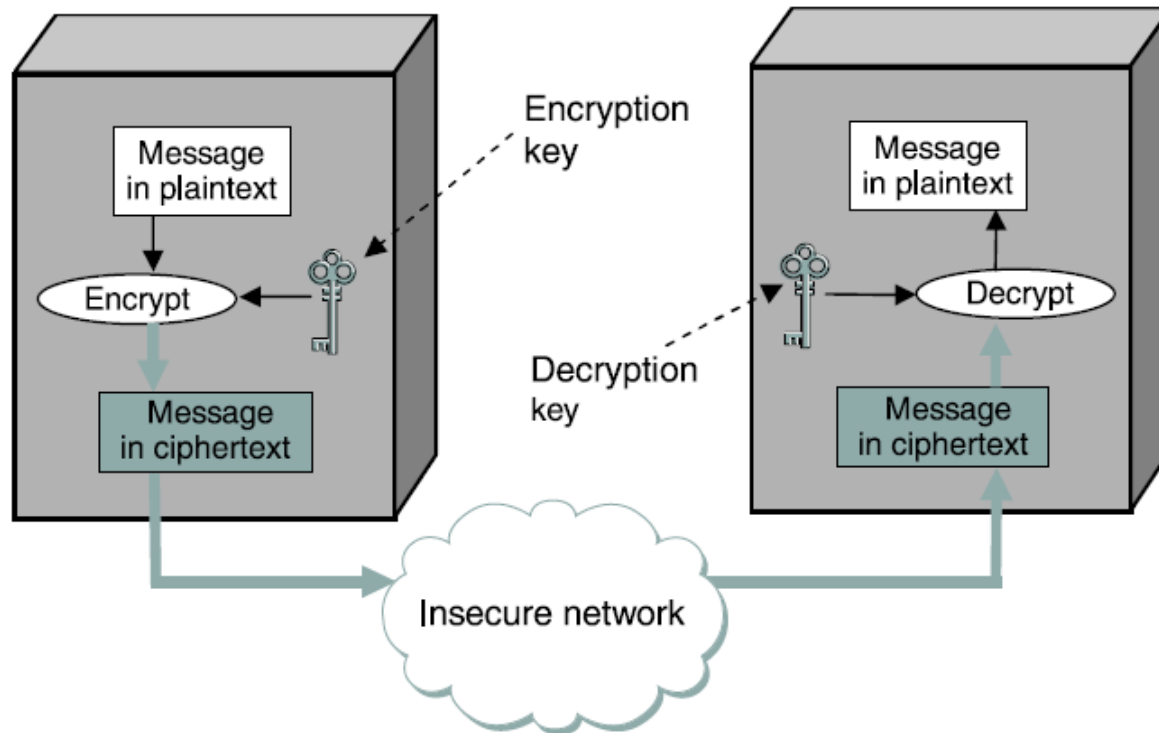 Encryption
key
Message
in plaintext
Encrypt
Message
in ciphertext
Insecure network
Decryption
key
Message
in plaintext
Decrypt
Message
in ciphertext